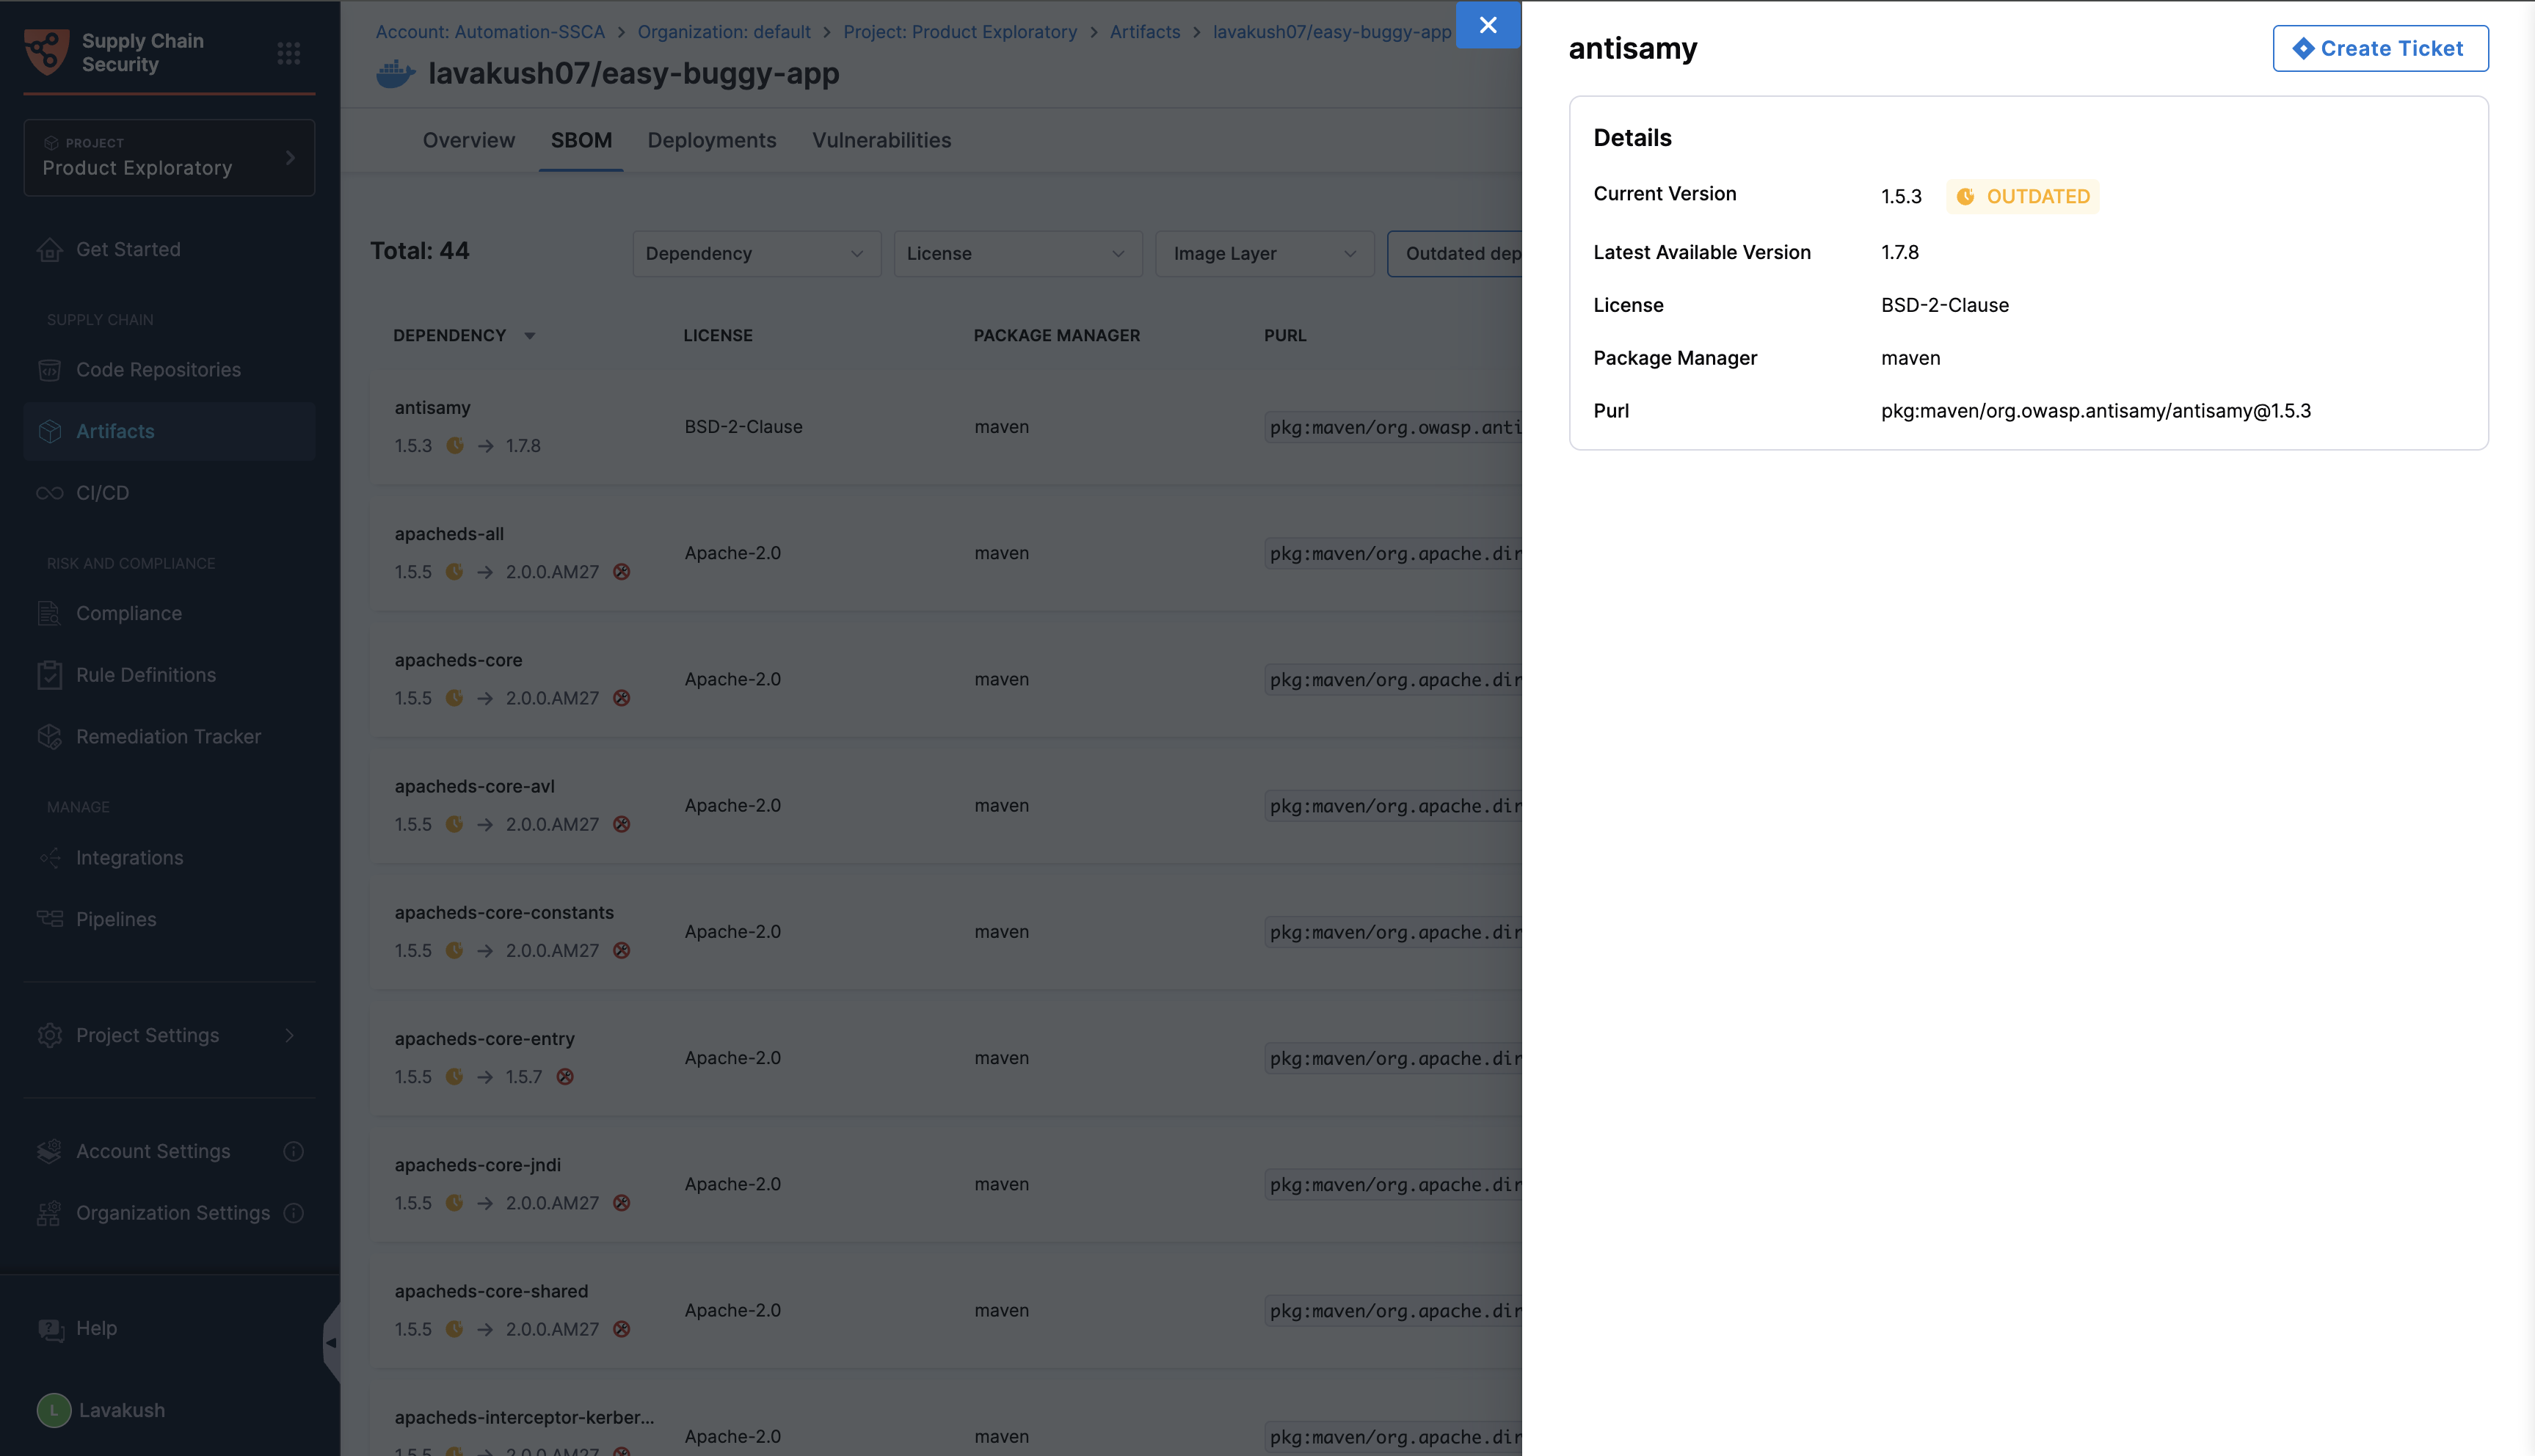 Supply Chain
Security
PROJECT
Product Exploratory
Get Started
SUPPLY CHAIN
Code Repositories
Artifacts
CI/CD
RISK AND COMPLIANCE
Compliance
Rule Definitions
Remediation Tracker
MANAGE
Integrations
Pipelines
Project Settings
Account Settings
Organization Settings
Help
L Lavakush
Account: Automation-SSCA > Organization: default > Project: Product Exploratory > Artifacts > lavakush07/easy-buggy-app
lavakush07/easy-buggy-app
Overview SBOM Deployments Vulnerabilities
Total: 44 Dependency License Image Layer Outdated dep
DEPENDENCY LICENSE PACKAGE MANAGER PURL
antisamy
1.5.3 → 1.7.8
BSD-2-Clause maven pkg:maven/org.owasp.anti
apacheds-all
1.5.5 → 2.0.0.AM27
Apache-2.0 maven pkg:maven/org.apache.dir
apacheds-core
1.5.5 → 2.0.0.AM27
Apache-2.0 maven pkg:maven/org.apache.dir
apacheds-core-avl
1.5.5 → 2.0.0.AM27
Apache-2.0 maven pkg:maven/org.apache.dir
apacheds-core-constants
1.5.5 → 2.0.0.AM27
Apache-2.0 maven pkg:maven/org.apache.dir
apacheds-core-entry
1.5.5 → 1.5.7
Apache-2.0 maven pkg:maven/org.apache.dir
apacheds-core-jndi
1.5.5 → 2.0.0.AM27
Apache-2.0 maven pkg:maven/org.apache.dir
apacheds-core-shared
1.5.5 → 2.0.0.AM27
Apache-2.0 maven pkg:maven/org.apache.dir
apacheds-interceptor-kerber...
1.5.5 → 2.0.0.AM27
Apache-2.0 maven pkg:maven/org.apache.dir
antisamy
Create Ticket
Details
Current Version 1.5.3 OUTDATED
Latest Available Version 1.7.8
License BSD-2-Clause
Package Manager maven
Purl pkg:maven/org.owasp.antisamy/antisamy@1.5.3